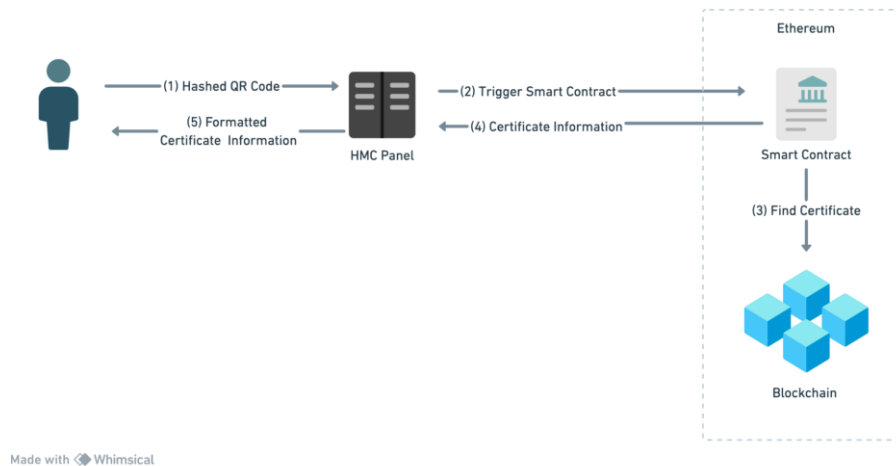 Ethereum
(1) Hashed QR Code
(2) Trigger Smart Contract
(5) Formatted
Certificate Information
(4) Certificate Information
HMC Panel
Smart Contract
(3) Find Certificate
Blockchain
Made with Whimsical